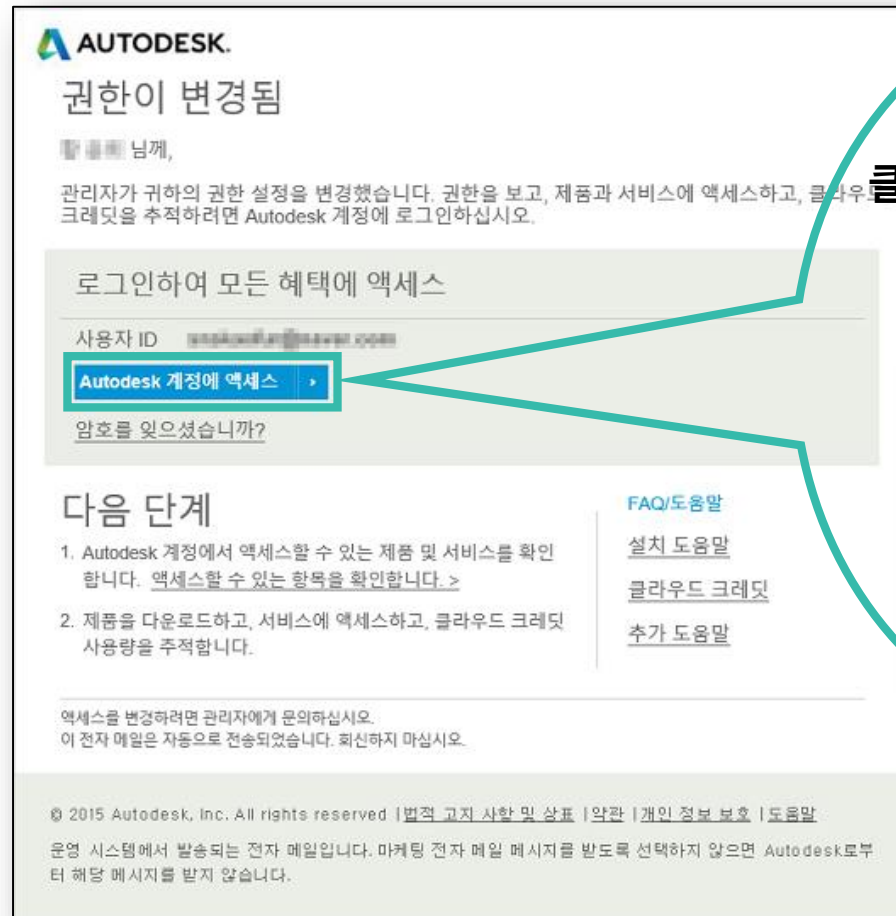 AUTODESK.
권한이 변경됨
님께,
관리자가 귀하의 권한 설정을 변경했습니다. 권한을 보고, 제품과 서비스에 액세스하고, 클라우드
크레딧을 추적하려면 Autodesk 계정에 로그인하십시오.
클
로그인하여 모든 혜택에 액세스
사용자 ID
Autodesk 계정에 액세스 ›
암호를 잊으셨습니까?
다음 단계
1. Autodesk 계정에서 액세스할 수 있는 제품 및 서비스를 확인
합니다. 액세스할 수 있는 항목을 확인합니다. >
2. 제품을 다운로드하고, 서비스에 액세스하고, 클라우드 크레딧
사용량을 추적합니다.
FAQ/도움말
설치 도움말
클라우드 크레딧
추가 도움말
액세스를 변경하려면 관리자에게 문의하십시오.
이 전자 메일은 자동으로 전송되었습니다. 회신하지 마십시오.
© 2015 Autodesk, Inc. All rights reserved | 법적 고지 사항 및 상표 | 약관 | 개인 정보 보호 | 도움말
운영 시스템에서 발송되는 전자 메일입니다. 마케팅 전자 메일 메시지를 받도록 선택하지 않으면 Autodesk로부
터 해당 메시지를 받지 않습니다.